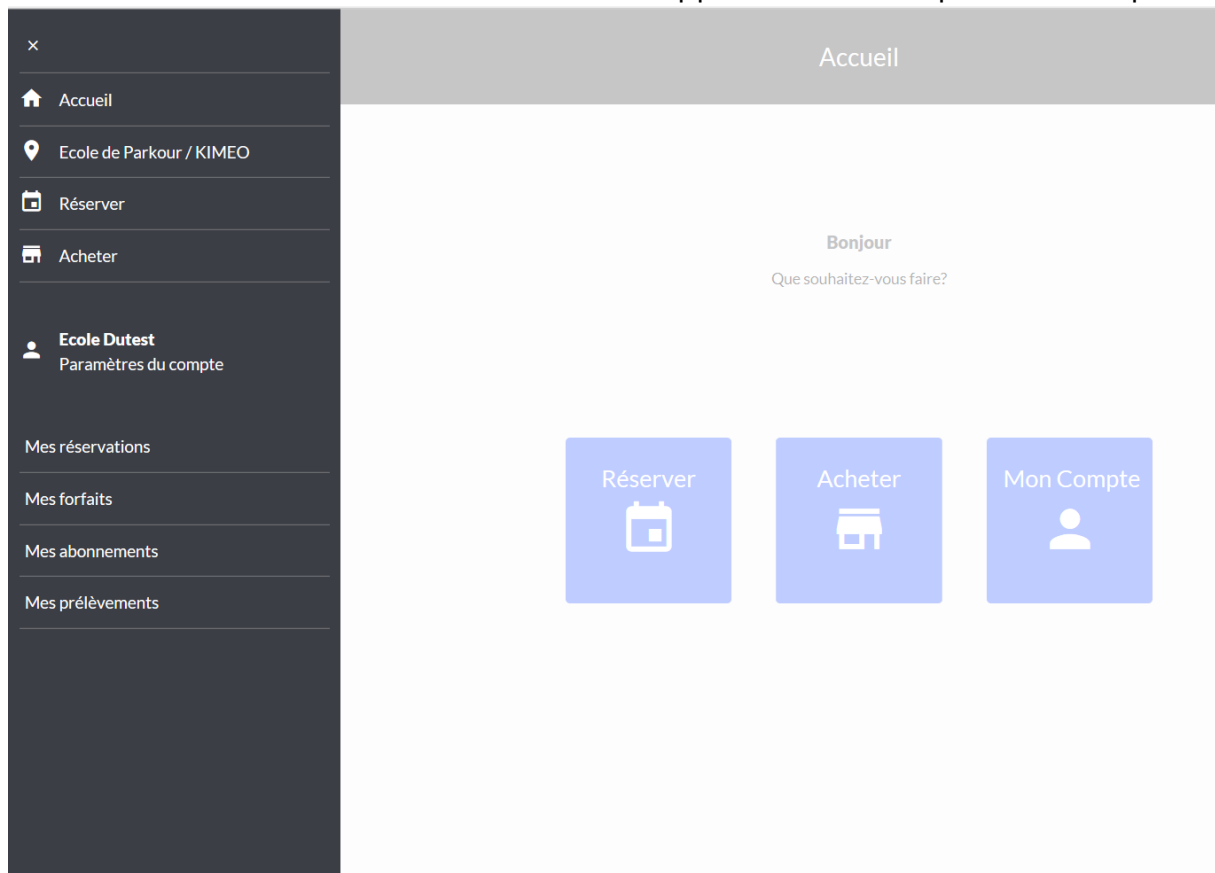 ×
Accueil
Accueil
Ecole de Parkour / KIMEO
Réserver
Acheter
Ecole Dutest
Paramètres du compte
Mes réservations
Mes forfaits
Mes abonnements
Mes prélèvements
Bonjour
Que souhaitez-vous faire?
Réserver
Acheter
Mon Compte